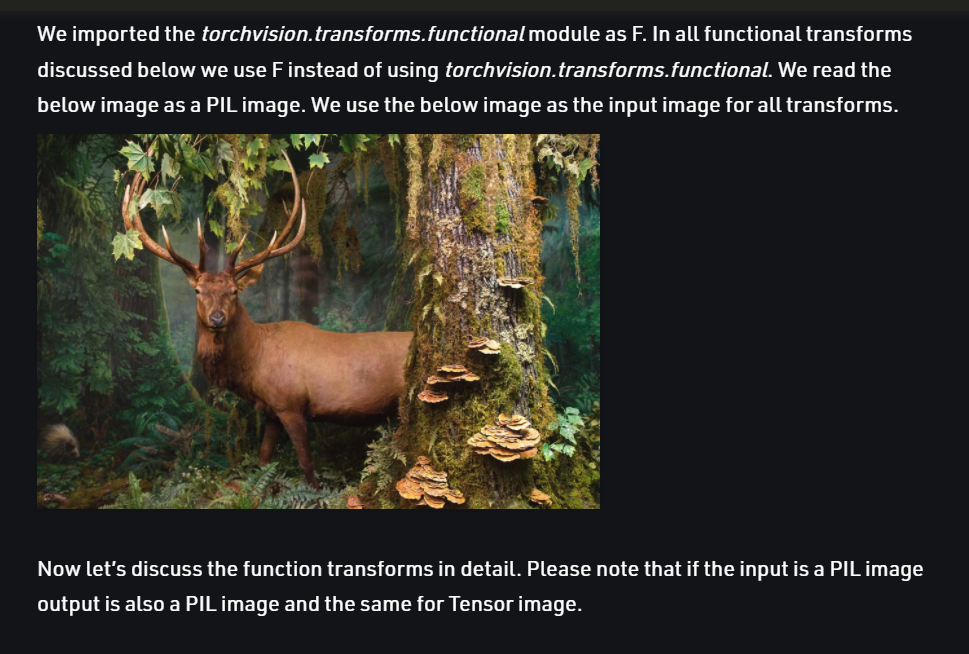 We imported the torchvision.transforms.functional module as F. In all functional transforms
discussed below we use F instead of using torchvision.transforms.functional. We read the
below image as a PIL image. We use the below image as the input image for all transforms.
Now let's discuss the function transforms in detail. Please note that if the input is a PIL image
output is also a PIL image and the same for Tensor image.